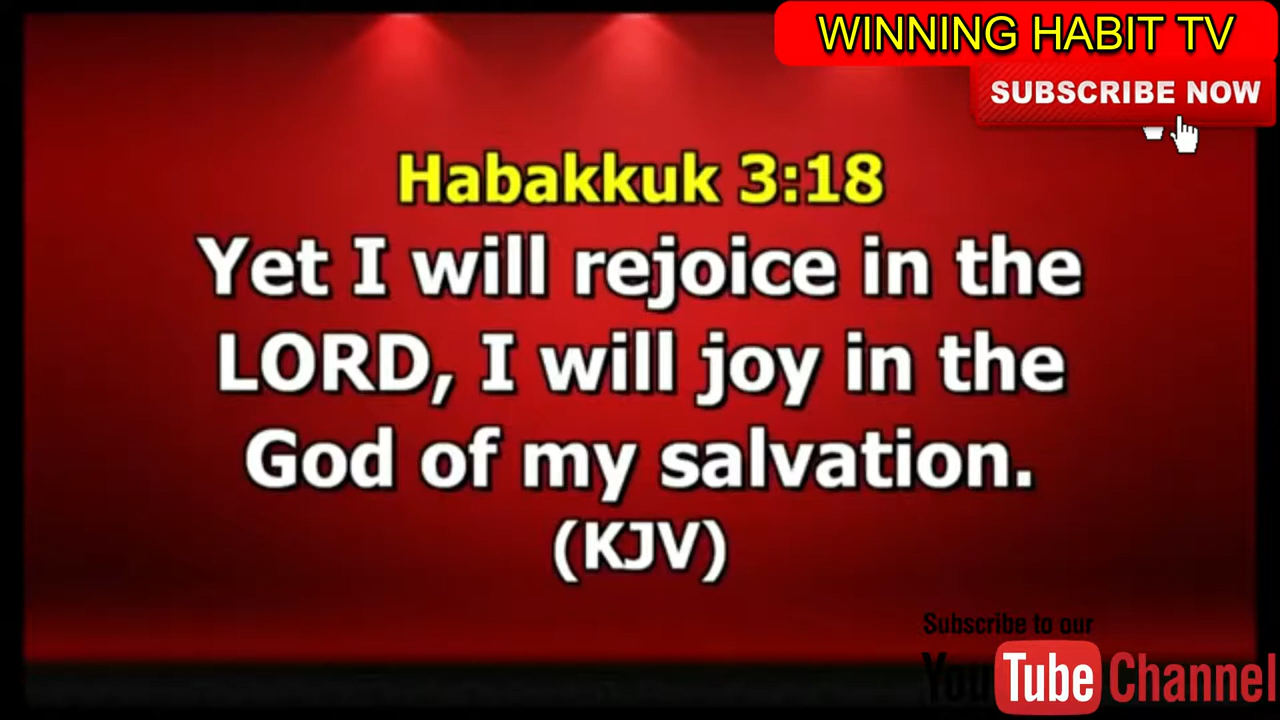 WINNING HABIT TV
SUBSCRIBE NOW
Habakkuk 3:18
Yet I will rejoice in the
LORD, I will joy in the
God of my salvation.
(KJV)
Subscribe to our
YouTube Channel